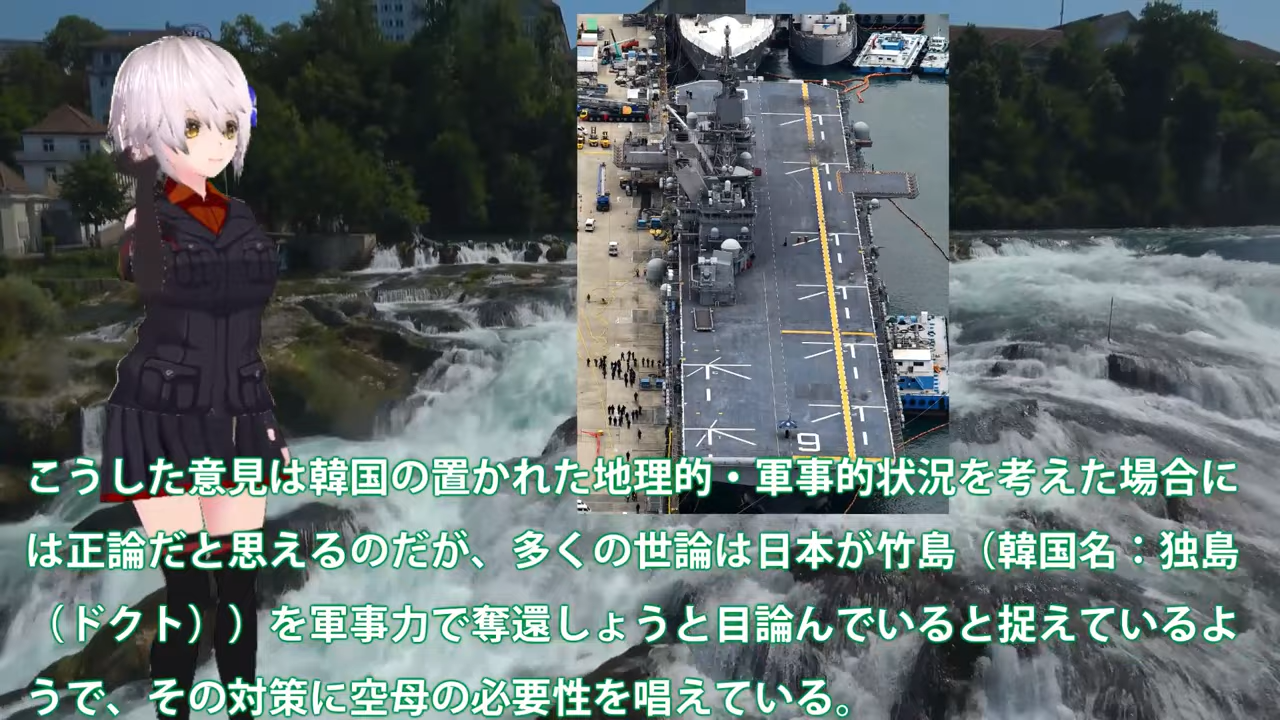 6
こうした意見は韓国の置かれた地理的・軍事的状況を考えた場合に
は正論だと思えるのだが、多くの世論は日本が竹島（韓国名：独島
（ドクト））を軍事力で奪還しょうと目論んでいると捉えているよ
うで、その対策に空母の必要性を唱えている。